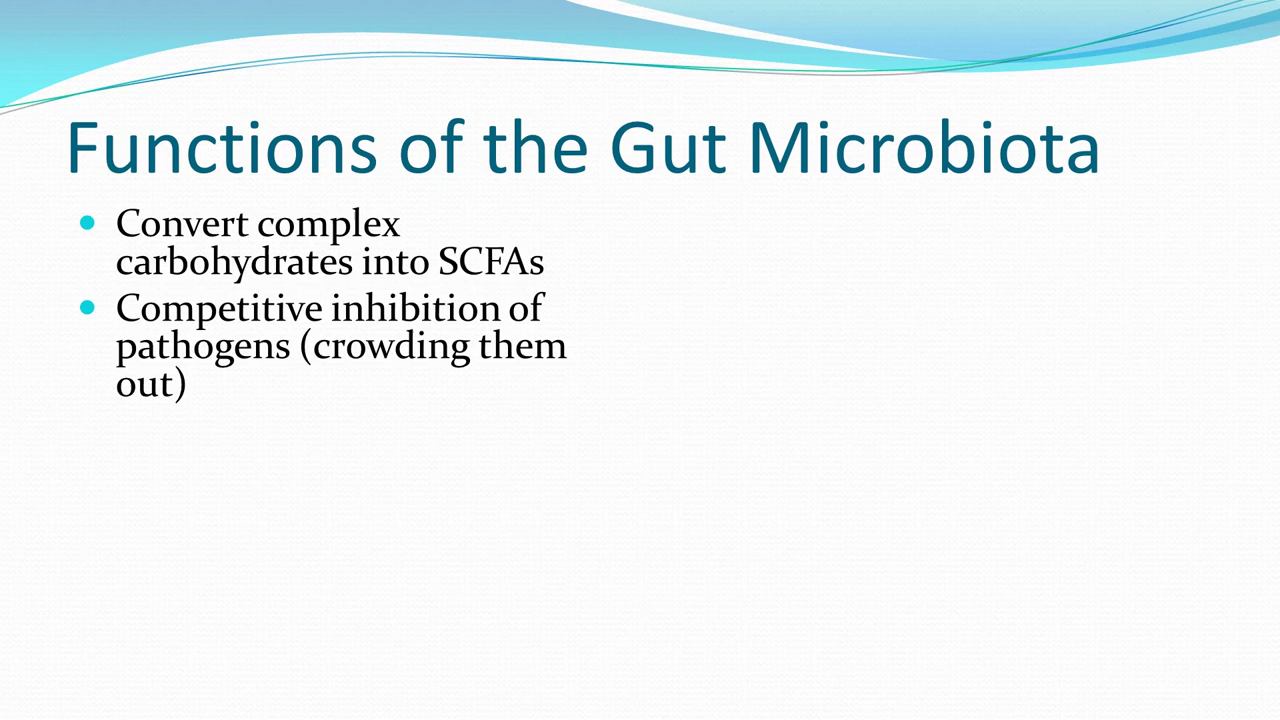 Functions of the Gut Microbiota
Convert complex
carbohydrates into SCFAs
Competitive inhibition of
pathogens (crowding them
out)